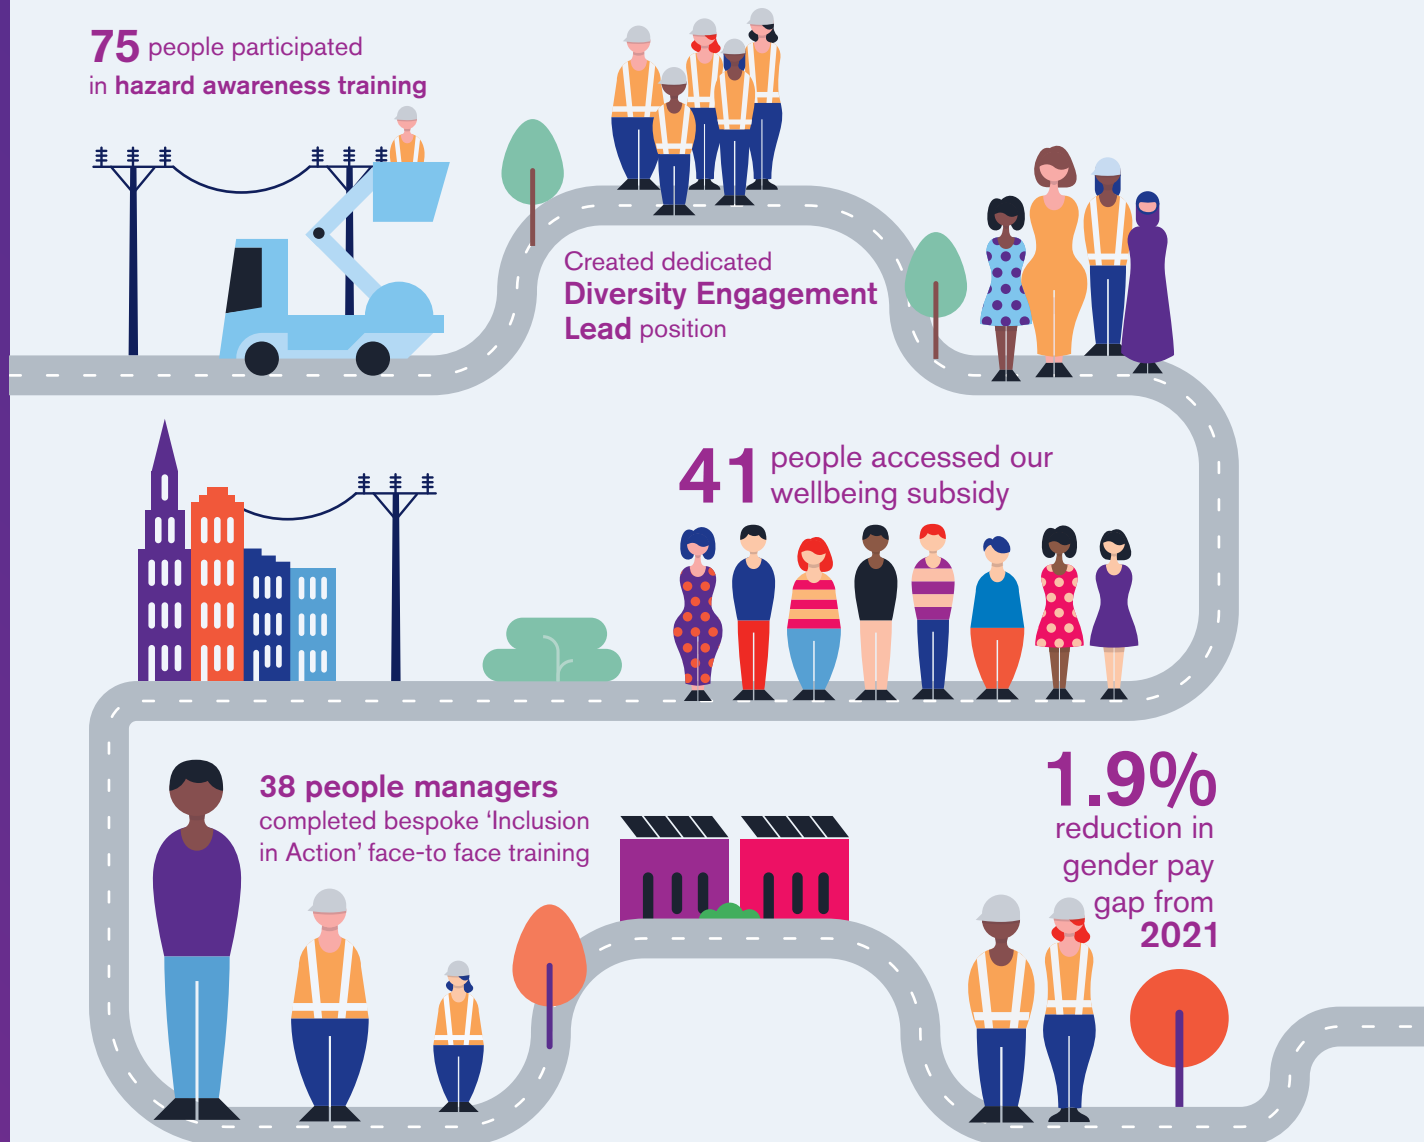 75 people participated
in hazard awareness training
Created dedicated
Diversity Engagement
Lead position
41 people accessed our
wellbeing subsidy
38 people managers
completed bespoke ‘Inclusion
in Action’ face-to face training
1.9%
reduction in
gender pay
gap from
2021